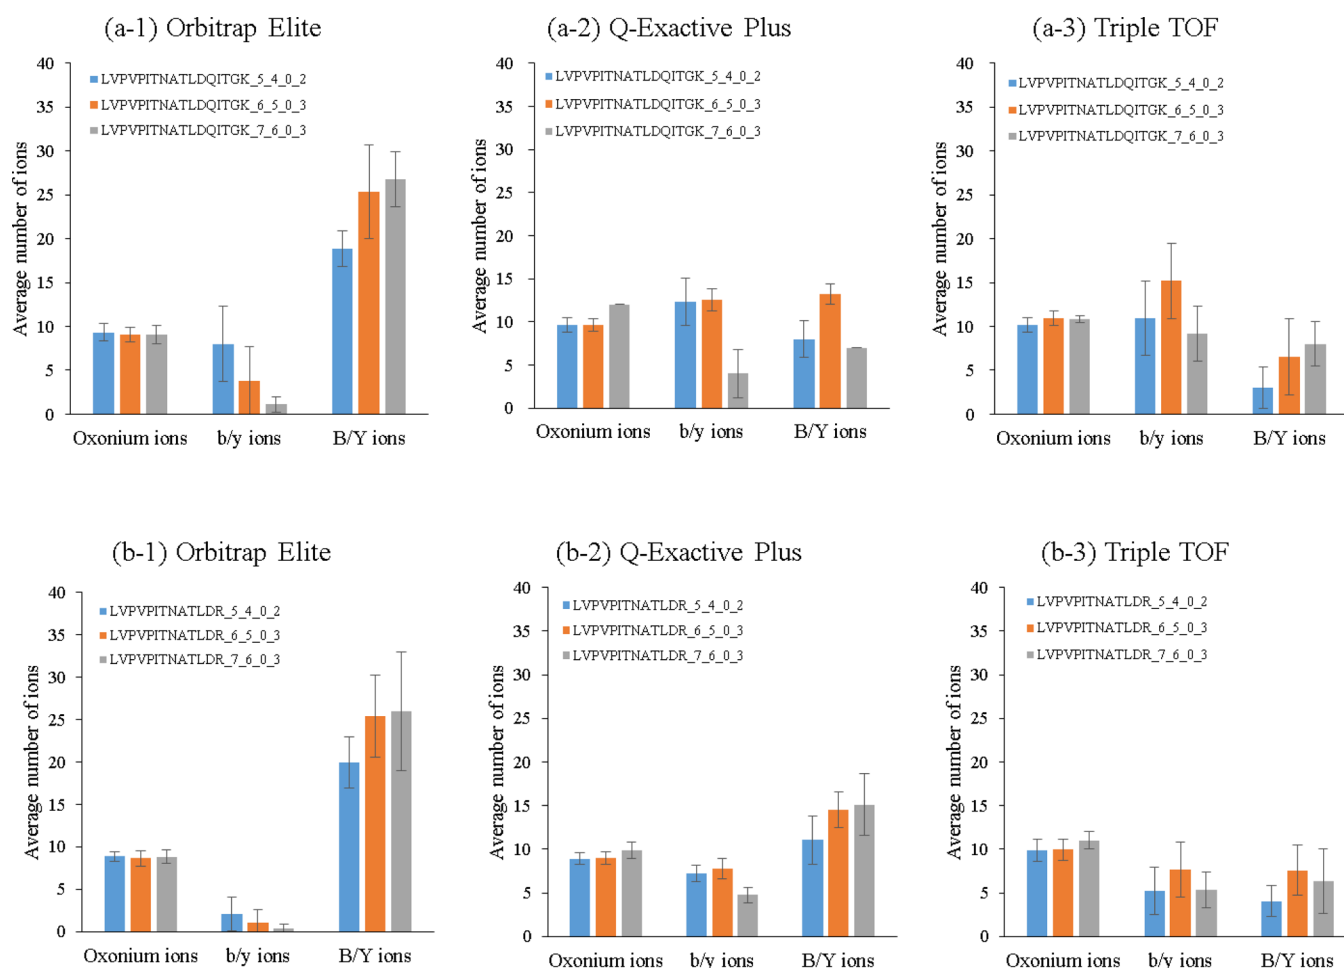 (a-1) Orbitrap Elite
Average number of ions
40
35
30
25
20
15
10
5
0
LVPVPITNATLDQITGK_5_4_0_2
LVPVPITNATLDQITGK_6_5_0_3
LVPVPITNATLDQITGK_7_6_0_3
Oxonium ions b/y ions B/Y ions
(a-2) Q-Exactive Plus
Average number of ions
40
35
30
25
20
15
10
5
0
LVPVPITNATLDQITGK_5_4_0_2
LVPVPITNATLDQITGK_6_5_0_3
LVPVPITNATLDQITGK_7_6_0_3
Oxonium ions b/y ions B/Y ions
(a-3) Triple TOF
Average number of ions
40
35
30
25
20
15
10
5
0
LVPVPITNATLDQITGK_5_4_0_2
LVPVPITNATLDQITGK_6_5_0_3
LVPVPITNATLDQITGK_7_6_0_3
Oxonium ions b/y ions B/Y ions
(b-1) Orbitrap Elite
Average number of ions
40
35
30
25
20
15
10
5
0
LVPVPITNATLDR_5_4_0_2
LVPVPITNATLDR_6_5_0_3
LVPVPITNATLDR_7_6_0_3
Oxonium ions b/y ions B/Y ions
(b-2) Q-Exactive Plus
Average number of ions
40
35
30
25
20
15
10
5
0
LVPVPITNATLDR_5_4_0_2
LVPVPITNATLDR_6_5_0_3
LVPVPITNATLDR_7_6_0_3
Oxonium ions b/y ions B/Y ions
(b-3) Triple TOF
Average number of ions
40
35
30
25
20
15
10
5
0
LVPVPITNATLDR_5_4_0_2
LVPVPITNATLDR_6_5_0_3
LVPVPITNATLDR_7_6_0_3
Oxonium ions b/y ions B/Y ions